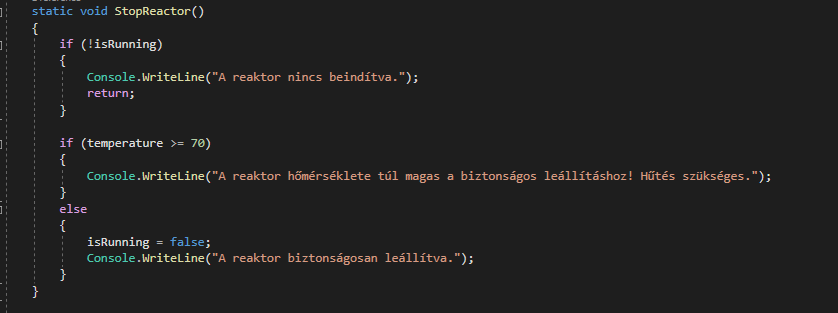 static void StopReactor()
{
if (!isRunning)
{
Console.WriteLine("A reaktor nincs beindítva.");
return;
}
if (temperature >= 70)
{
Console.WriteLine("A reaktor hőmérséklete túl magas a biztonságos leállításhoz! Hűtés szükséges.");
}
else
{
isRunning = false;
Console.WriteLine("A reaktor biztonságosan leállítva.");
}
}